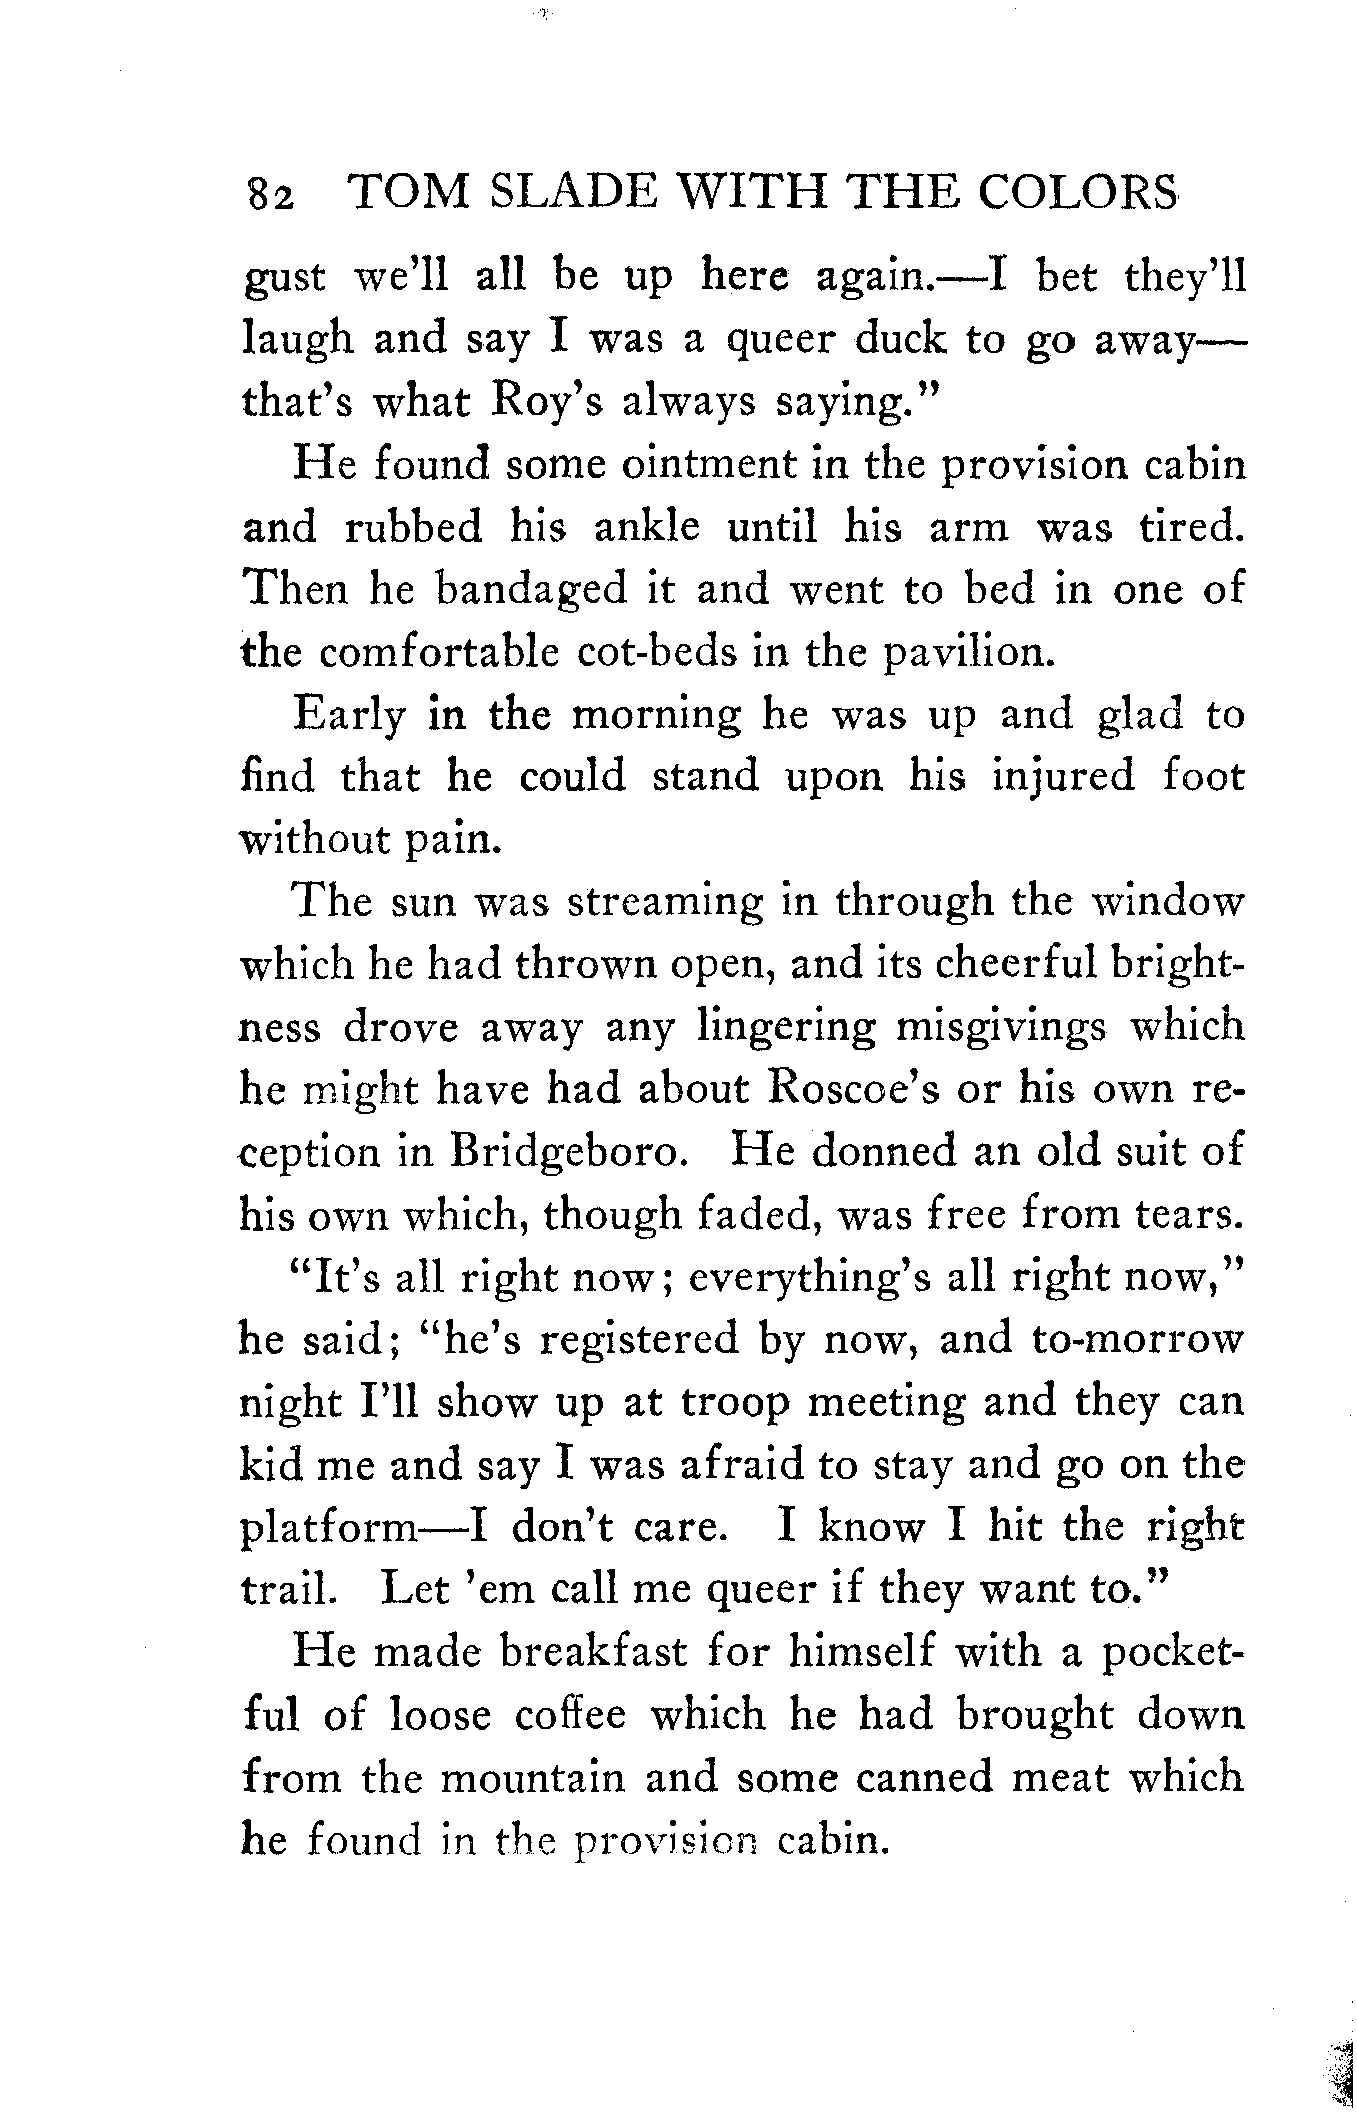 82 TOM SLADE WITH THE COLORS
gust we'll all be up here again.—I bet they'll
laugh and say I was a queer duck to go away—
that's what Roy's always saying."
He found some ointment in the provision cabin
and rubbed his ankle until his arm was tired.
Then he bandaged it and went to bed in one of
the comfortable cot-beds in the pavilion.
Early in the morning he was up and glad to
find that he could stand upon his injured foot
without pain.
The sun was streaming in through the window
which he had thrown open, and its cheerful bright-
ness drove away any lingering misgivings which
he might have had about Roscoe's or his own re-
ception in Bridgeboro. He donned an old suit of
his own which, though faded, was free from tears.
"It's all right now; everything's all right now,"
he said; "he's registered by now, and to-morrow
night I'll show up at troop meeting and they can
kid me and say I was afraid to stay and go on the
platform—I don't care. I know I hit the right
trail. Let 'em call me queer if they want to."
He made breakfast for himself with a pocket-
ful of loose coffee which he had brought down
from the mountain and some canned meat which
he found in the provision cabin.